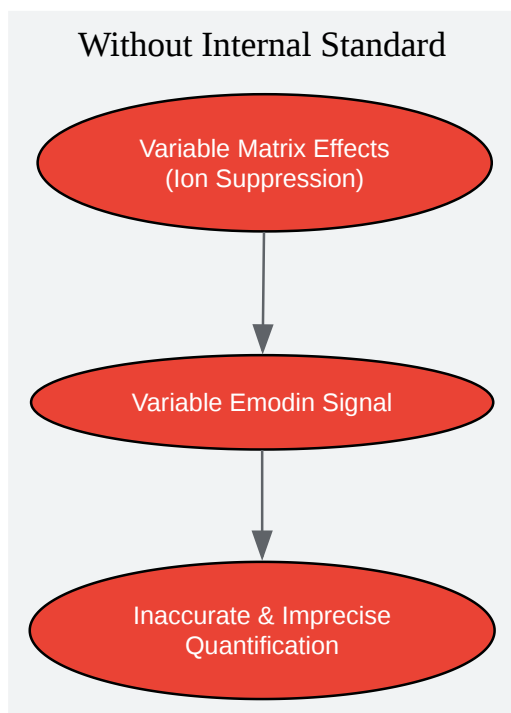 Without Internal Standard
Variable Matrix Effects
(Ion Suppression)
Variable Emodin Signal
Inaccurate & Imprecise
Quantification